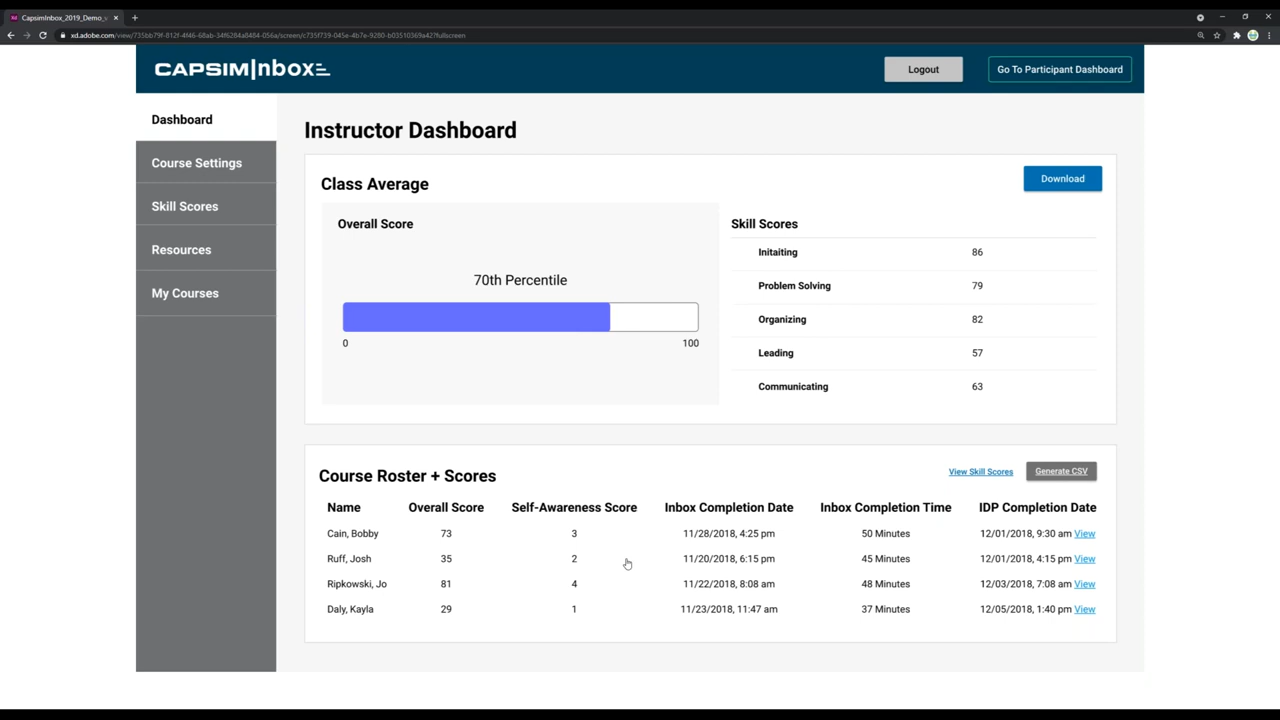 CapsimInbox_2019_Demo_v
xd.adobe.com/view/735bb79f-812f-4f46-68ab-34f6284a8484-056a/screen/c735f739-045e-4b7e-9280-b03510369a42?fullscreen
CAPSIMInbox
Logout
Go To Participant Dashboard
Dashboard
Course Settings
Skill Scores
Resources
My Courses
Instructor Dashboard
Class Average
Download
Overall Score
70th Percentile
0 100
Skill Scores
Initaiting 86
Problem Solving 79
Organizing 82
Leading 57
Communicating 63
Course Roster + Scores
View Skill Scores
Generate CSV
Name Overall Score Self-Awareness Score Inbox Completion Date Inbox Completion Time IDP Completion Date
Cain, Bobby 73 3 11/28/2018, 4:25 pm 50 Minutes 12/01/2018, 9:30 am View
Ruff, Josh 35 2 11/20/2018, 6:15 pm 45 Minutes 12/01/2018, 4:15 pm View
Ripkowski, Jo 81 4 11/22/2018, 8:08 am 48 Minutes 12/03/2018, 7:08 am View
Daly, Kayla 29 1 11/23/2018, 11:47 am 37 Minutes 12/05/2018, 1:40 pm View